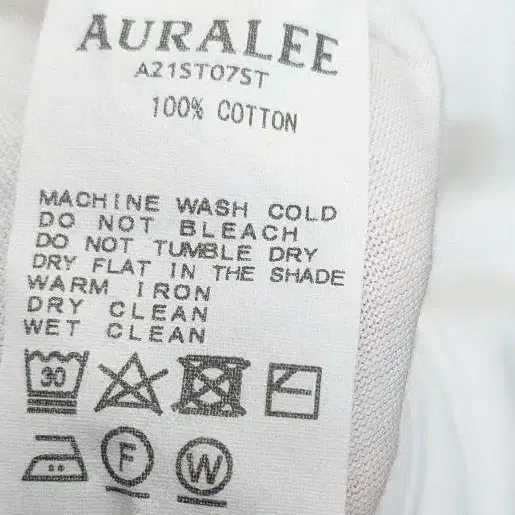 AURALEE
A21ST07ST
100% COTTON
MACHINE WASH COLD
DO NOT BLEACH
DO NOT TUMBLE DRY
DRY FLAT IN THE SHADE
WARM IRON
DRY CLEAN
WET CLEAN
30
F W